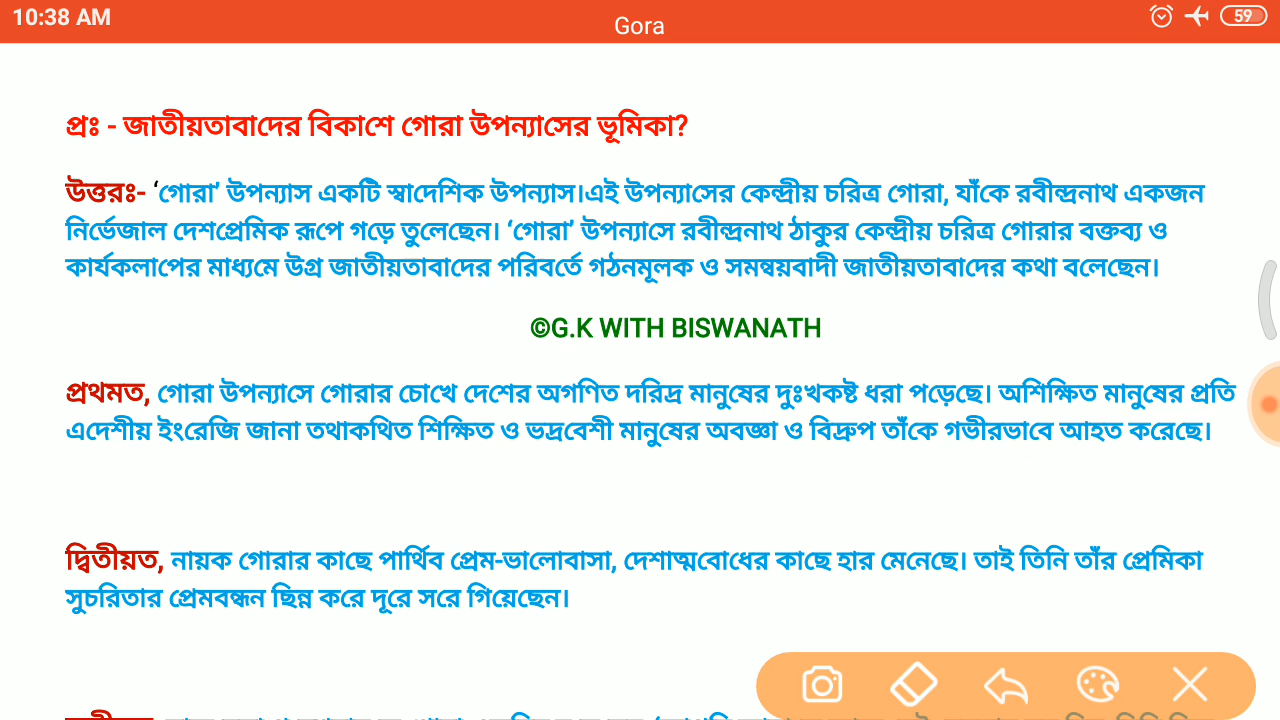 10:38 AM
Gora
59
প্রঃ - জাতীয়তাবাদের বিকাশে গোরা উপন্যাসের ভূমিকা?
উত্তরঃ- ‘গোরা’ উপন্যাস একটি স্বাদেশিক উপন্যাস।এই উপন্যাসের কেন্দ্রীয় চরিত্র গোরা, যাঁকে রবীন্দ্রনাথ একজন
নির্ভেজাল দেশপ্রেমিক রূপে গড়ে তুলেছেন। ‘গোরা’ উপন্যাসে রবীন্দ্রনাথ ঠাকুর কেন্দ্রীয় চরিত্র গোরার বক্তব্য ও
কার্যকলাপের মাধ্যমে উগ্র জাতীয়তাবাদের পরিবর্তে গঠনমূলক ও সমন্বয়বাদী জাতীয়তাবাদের কথা বলেছেন।
©G.K WITH BISWANATH
প্রথমত, গোরা উপন্যাসে গোরার চোখে দেশের অগণিত দরিদ্র মানুষের দুঃখকষ্ট ধরা পড়েছে। অশিক্ষিত মানুষের প্রতি
এদেশীয় ইংরেজি জানা তথাকথিত শিক্ষিত ও ভদ্রবেশী মানুষের অবজ্ঞা ও বিদ্রুপ তাঁকে গভীরভাবে আহত করেছে।
দ্বিতীয়ত, নায়ক গোরার কাছে পার্থিব প্রেম-ভালোবাসা, দেশাত্মবোধের কাছে হার মেনেছে। তাই তিনি তাঁর প্রেমিকা
সুচরিতার প্রেমবন্ধন ছিন্ন করে দূরে সরে গিয়েছেন।